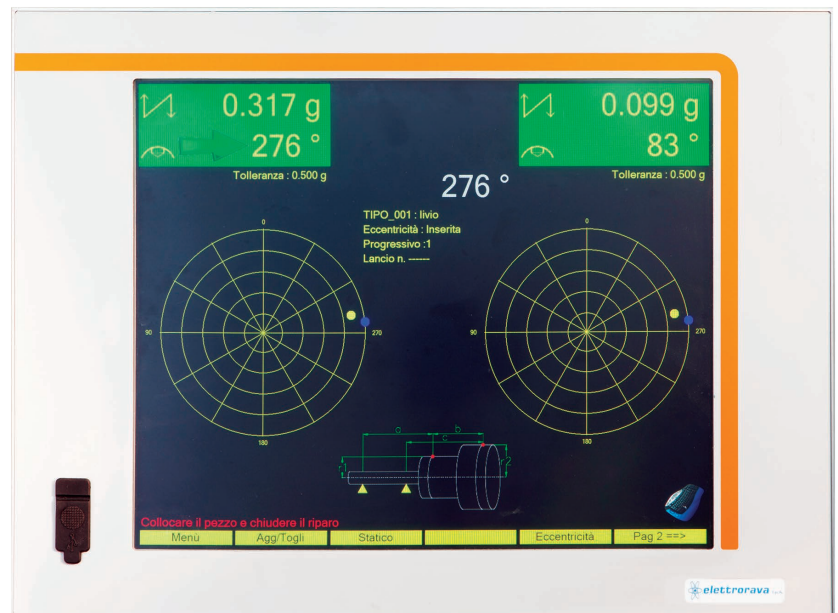 0.317 g
276 °
Tolleranza : 0.500 g
0.099 g
83 °
Tolleranza : 0.500 g
276 °
TIPO_001 : livio
Eccentricità : Inserita
Progressivo :1
Lancio n. ------
0
90
270
180
0
90
270
180
a
b
c
r1
r2
Collocare il pezzo e chiudere il riparo
Menù
Agg/Togli
Statico
Eccentricità
Pag 2 ==>
elettrorava